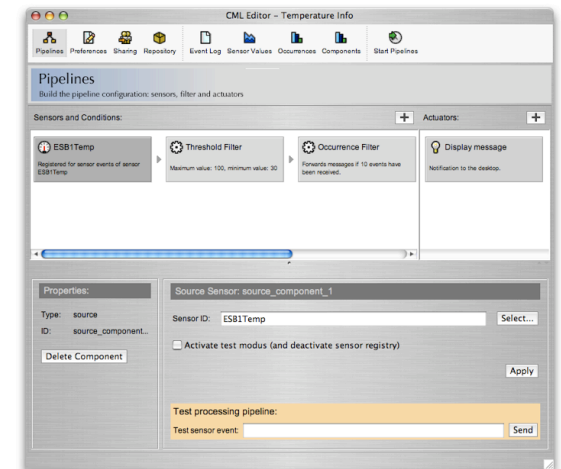 CML Editor – Temperature Info
Pipelines Preferences Sharing Repository Event Log Sensor Values Occurrences Components Start Pipelines
Pipelines
Build the pipeline configuration: sensors, filter and actuators
Sensors and Conditions: + Actuators: +
ESB1Temp Threshold Filter Occurrence Filter Display message
Registered for sensor events of sensor
ESB1Temp
Maximum value: 100, minimum value: 30
Forwards messages if 10 events have
been received.
Notification to the desktop.
Properties:
Type: source
ID: source_component...
Delete Component
Source Sensor: source_component_1
Sensor ID: ESB1Temp Select...
Activate test modus (and deactivate sensor registry)
Apply
Test processing pipeline:
Test sensor event: Send